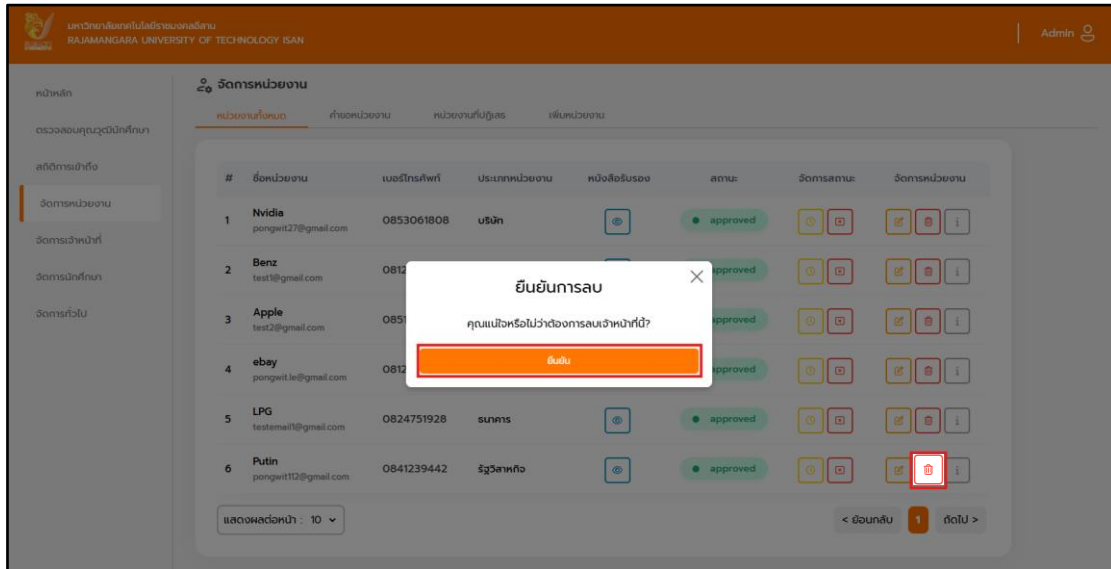 มหาวิทยาลัยเทคโนโลยีราชมงคลอีสาน
RAJAMANGARA UNIVERSITY OF TECHNOLOGY ISAN
Admin
หน้าหลัก
ตรวจสอบคุณวุฒินักศึกษา
สถิติการเข้าถึง
จัดการหน่วยงาน
จัดการเจ้าหน้าที่
จัดการนักศึกษา
จัดการทั่วไป
จัดการหน่วยงาน
หน่วยงานทั้งหมด คำขอหน่วยงาน หน่วยงานที่ปฏิเสธ เพิ่มหน่วยงาน
# ชื่อหน่วยงาน เบอร์โทรศัพท์ ประเภทหน่วยงาน หนังสือรับรอง สถานะ จัดการสถานะ จัดการหน่วยงาน
1 Nvidia 0853061808 บริษัท approved
pongwit27@gmail.com
2 Benz 0812 approved
test1@gmail.com
3 Apple 0851 approved
test2@gmail.com
4 ebay 0812 approved
pongwit.ie@gmail.com
5 LPG 0824751928 ธนาคาร approved
testemail1@gmail.com
6 Putin 0841239442 รัฐวิสาหกิจ approved
pongwit112@gmail.com
ยืนยันการลบ
คุณแน่ใจหรือไม่ว่าต้องการลบเจ้าหน้าที่นี้?
ยืนยัน
แสดงผลต่อหน้า : 10
< ย้อนกลับ 1 ถัดไป >